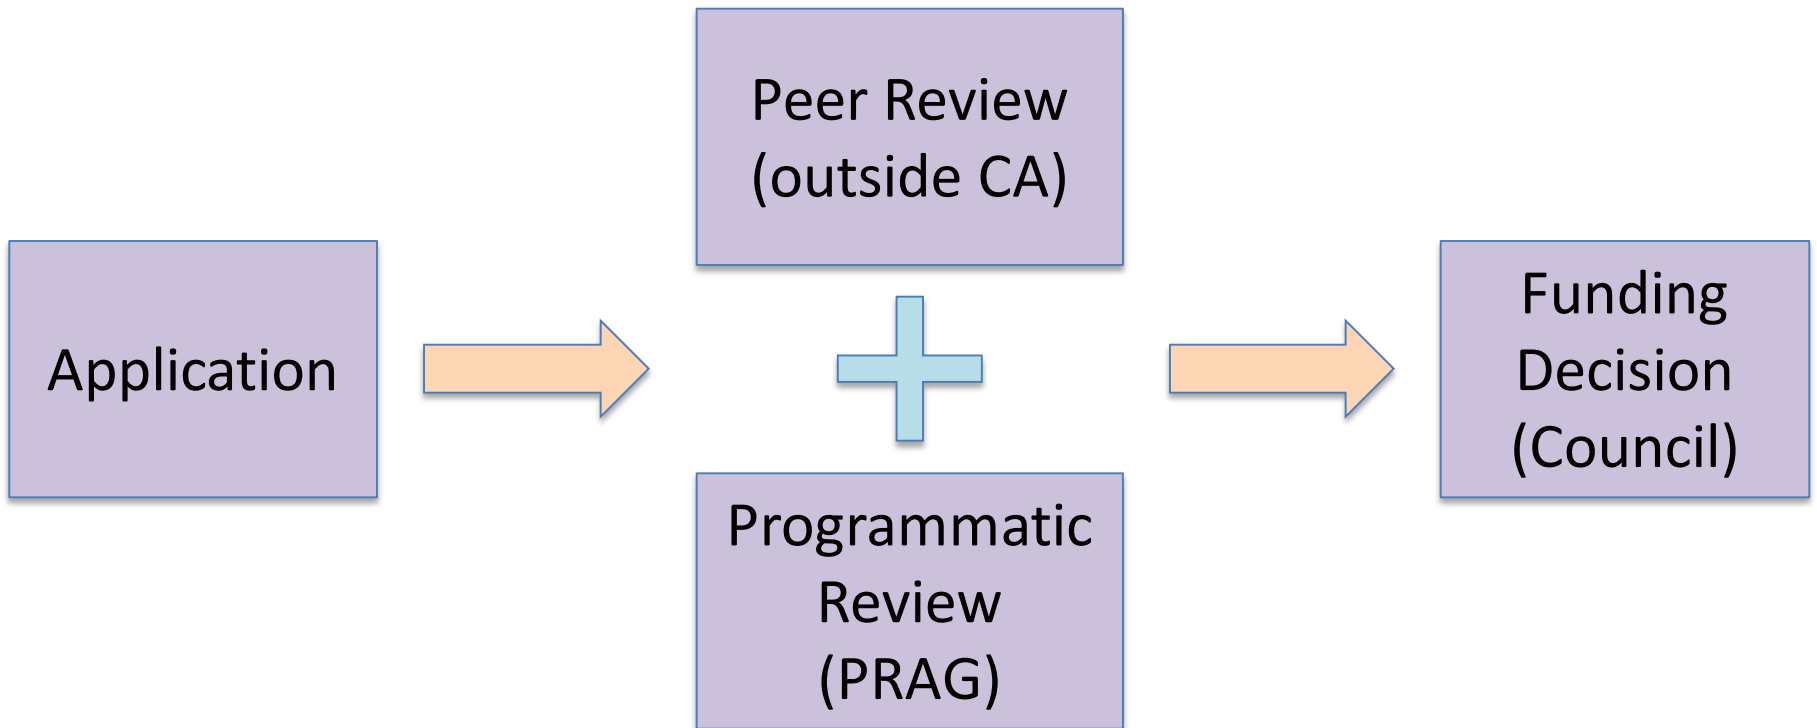 Application
Peer Review
(outside CA)
Programmatic
Review
(PRAG)
Funding
Decision
(Council)